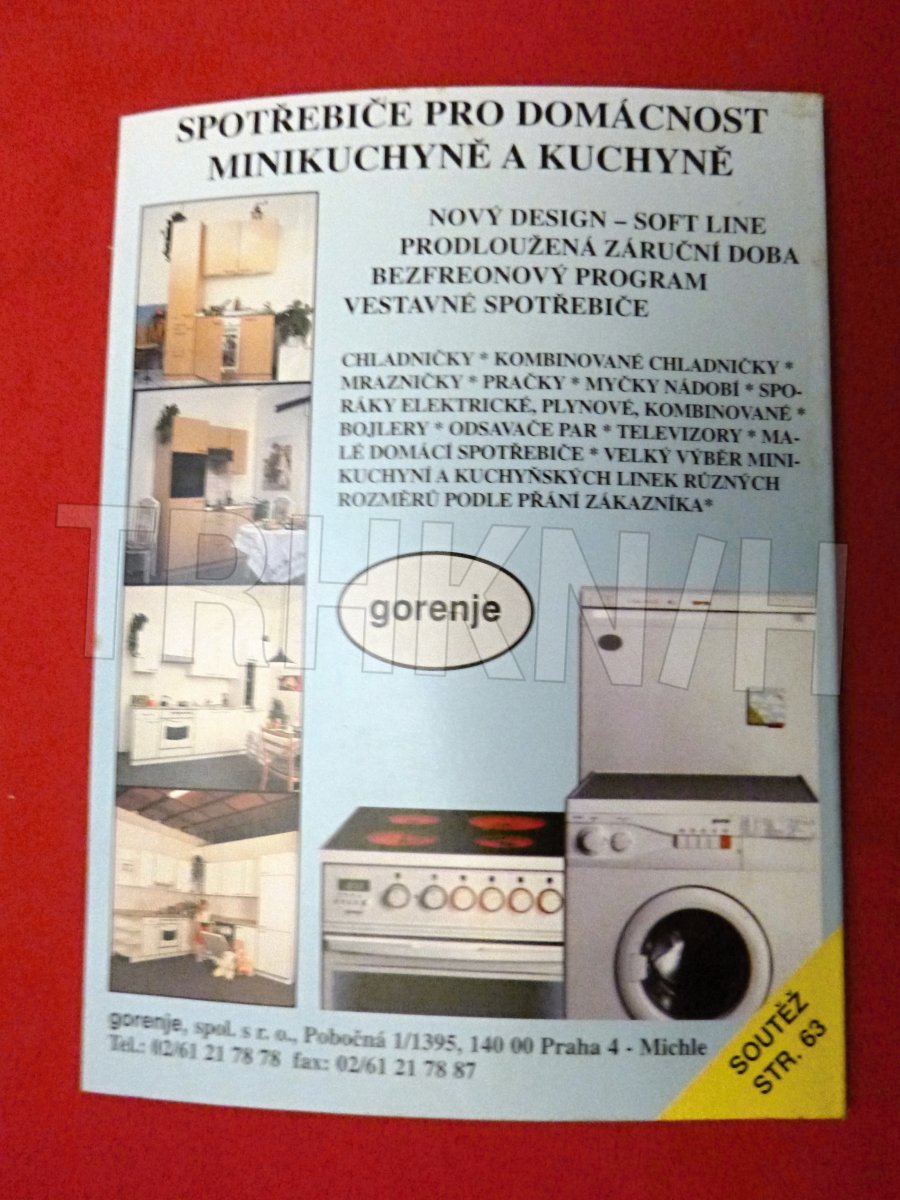 SPOTŘEBIČE PRO DOMÁCNOST
MINIKUCHYNĚ A KUCHYNĚ
NOVÝ DESIGN – SOFT LINE
PRODLOUŽENÁ ZÁRUČNÍ DOBA
BEZFREONOVÝ PROGRAM
VESTAVNÉ SPOTŘEBIČE
CHLADNIČKY * KOMBINOVANÉ CHLADNIČKY *
MRAZNIČKY * PRAČKY * MYČKY NÁDOBÍ * SPO-
RÁKY ELEKTRICKÉ, PLYNOVÉ, KOMBINOVANÉ *
BOJLERY * ODSAVAČE PAR * TELEVIZORY * MA-
LÉ DOMÁCÍ SPOTŘEBIČE * VELKÝ VÝBĚR MINI-
KUCHYNÍ A KUCHYŇSKÝCH LINEK RŮZNÝCH
ROZMĚRŮ PODLE PŘÁNÍ ZÁKAZNÍKA*
TRHKNIH
gorenje
gorenje, spol. s r. o., Pobočná 1/1395, 140 00 Praha 4 - Michle
Tel.: 02/61 21 78 78 fax: 02/61 21 78 87
SOUTĚŽ
STR. 63